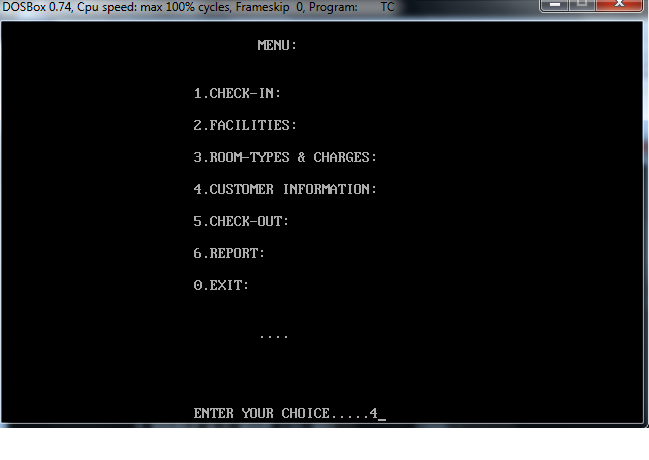 DOSBox 0.74, Cpu speed: max 100% cycles, Frameskip 0, Program: TC
MENU:
1.CHECK-IN:
2.FACILITIES:
3.ROOM-TYPES & CHARGES:
4.CUSTOMER INFORMATION:
5.CHECK-OUT:
6.REPORT:
0.EXIT:
....
ENTER YOUR CHOICE.....4_